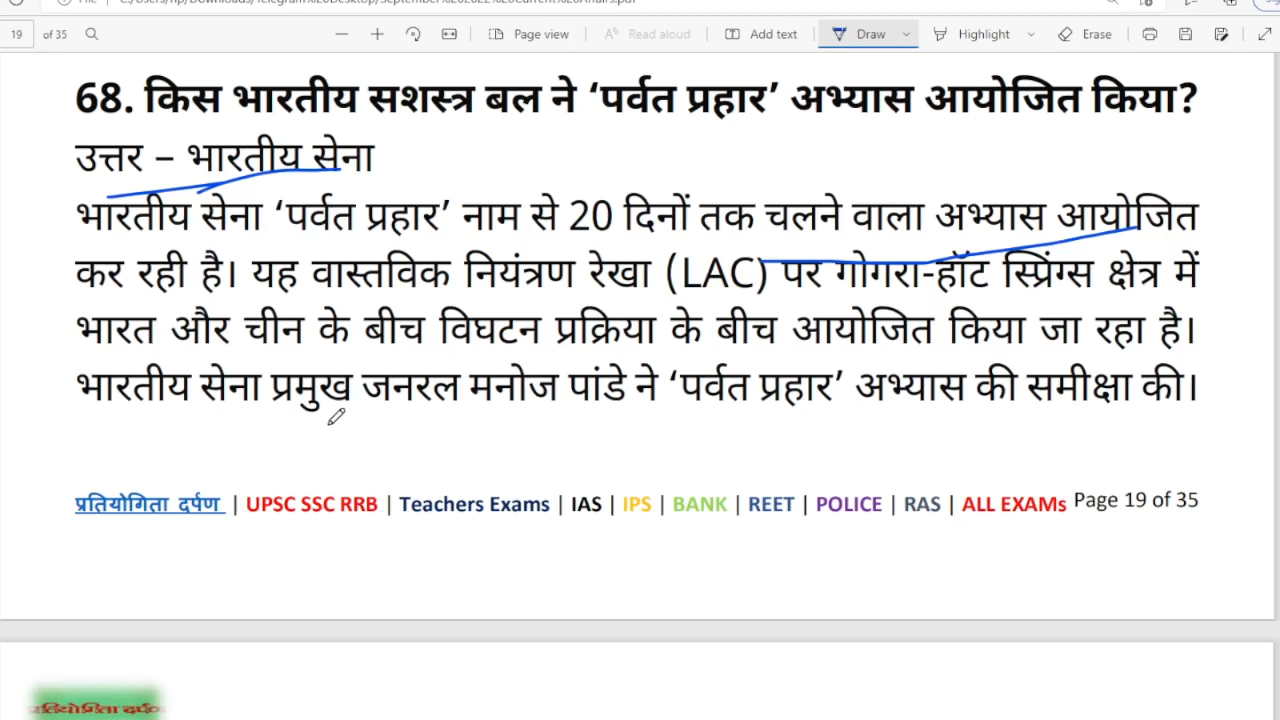 19 of 35 Page view Read aloud Add text Draw Highlight Erase
68. किस भारतीय सशस्त्र बल ने ‘पर्वत प्रहार’ अभ्यास आयोजित किया?
उत्तर – भारतीय सेना
भारतीय सेना ‘पर्वत प्रहार’ नाम से 20 दिनों तक चलने वाला अभ्यास आयोजित
कर रही है। यह वास्तविक नियंत्रण रेखा (LAC) पर गोगरा-हॉट स्प्रिंग्स क्षेत्र में
भारत और चीन के बीच विघटन प्रक्रिया के बीच आयोजित किया जा रहा है।
भारतीय सेना प्रमुख जनरल मनोज पांडे ने ‘पर्वत प्रहार’ अभ्यास की समीक्षा की।
प्रतियोगिता दर्पण | UPSC SSC RRB | Teachers Exams | IAS | IPS | BANK | REET | POLICE | RAS | ALL EXAMs Page 19 of 35
प्रतियोगिता दर्पण